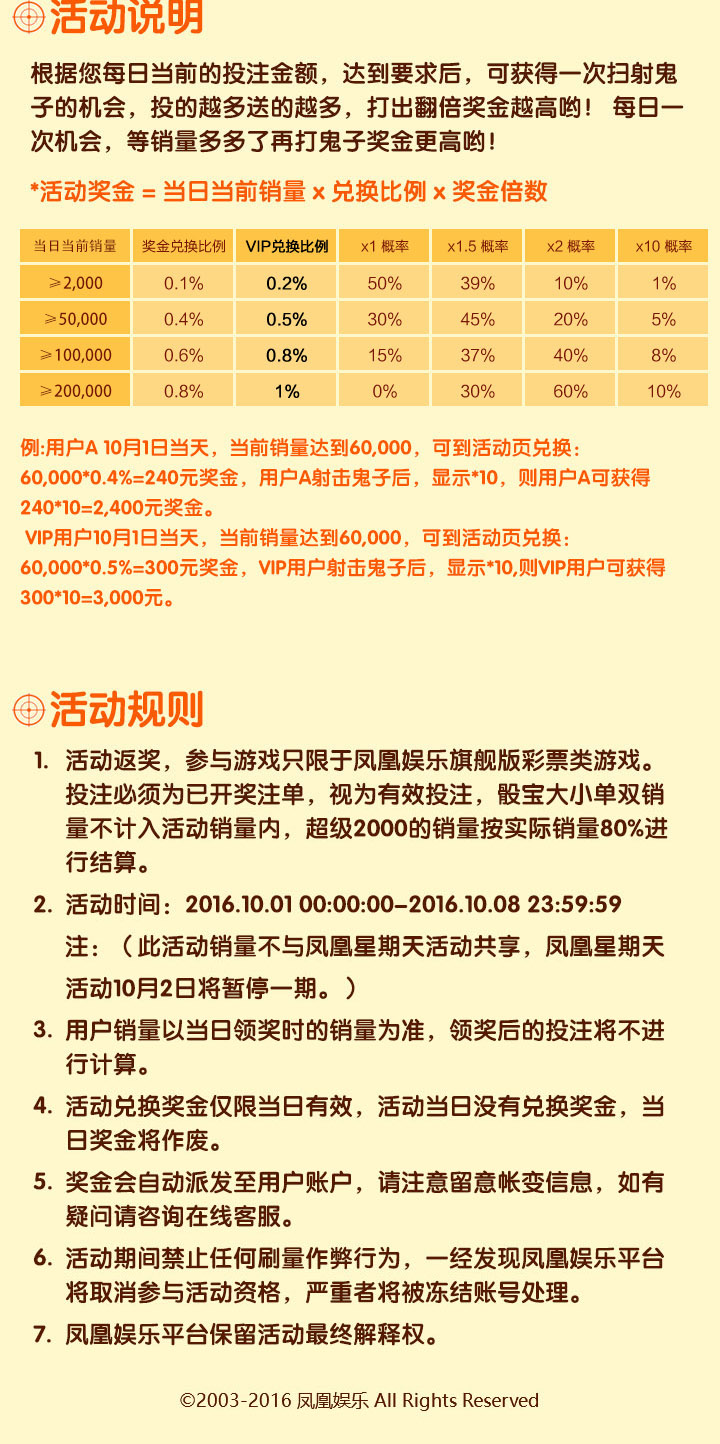 活动说明
根据您每日当前的投注金额，达到要求后，可获得一次扫射鬼
子的机会，投的越多送的越多，打出翻倍奖金越高哟！ 每日一
次机会，等销量多多了再打鬼子奖金更高哟！
*活动奖金 = 当日当前销量 x 兑换比例 x 奖金倍数
当日当前销量 奖金兑换比例 VIP兑换比例 x1 概率 x1.5 概率 x2 概率 x10 概率
≥2,000 0.1% 0.2% 50% 39% 10% 1%
≥50,000 0.4% 0.5% 30% 45% 20% 5%
≥100,000 0.6% 0.8% 15% 37% 40% 8%
≥200,000 0.8% 1% 0% 30% 60% 10%
例:用户A 10月1日当天，当前销量达到60,000，可到活动页兑换：
60,000*0.4%=240元奖金，用户A射击鬼子后，显示*10，则用户A可获得
240*10=2,400元奖金。
VIP用户10月1日当天，当前销量达到60,000，可到活动页兑换：
60,000*0.5%=300元奖金，VIP用户射击鬼子后，显示*10,则VIP用户可获得
300*10=3,000元。
活动规则
1. 活动返奖，参与游戏只限于凤凰娱乐旗舰版彩票类游戏。
投注必须为已开奖注单，视为有效投注，骰宝大小单双销
量不计入活动销量内，超级2000的销量按实际销量80%进
行结算。
2. 活动时间：2016.10.01 00:00:00-2016.10.08 23:59:59
注：（此活动销量不与凤凰星期天活动共享，凤凰星期天
活动10月2日将暂停一期。）
3. 用户销量以当日领奖时的销量为准，领奖后的投注将不进
行计算。
4. 活动兑换奖金仅限当日有效，活动当日没有兑换奖金，当
日奖金将作废。
5. 奖金会自动派发至用户账户，请注意留意帐变信息，如有
疑问请咨询在线客服。
6. 活动期间禁止任何刷量作弊行为，一经发现凤凰娱乐平台
将取消参与活动资格，严重者将被冻结账号处理。
7. 凤凰娱乐平台保留活动最终解释权。
©2003-2016 凤凰娱乐 All Rights Reserved